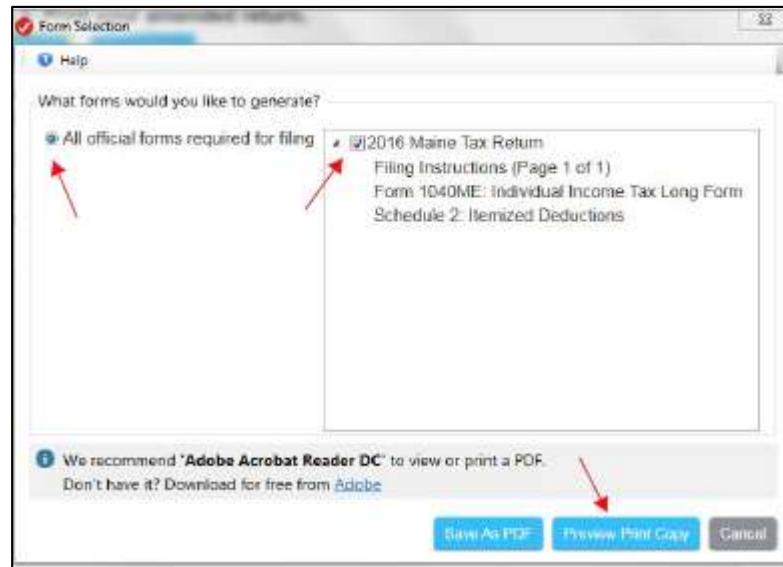 your amended return.
Form Selection
Help
What forms would you like to generate?
All official forms required for filing
2016 Maine Tax Return
Filing Instructions (Page 1 of 1)
Form 1040ME: Individual Income Tax Long Form
Schedule 2: Itemized Deductions
We recommend "Adobe Acrobat Reader DC" to view or print a PDF.
Don't have it? Download for free from Adobe
Save As PDF
Preview Print Copy
Cancel